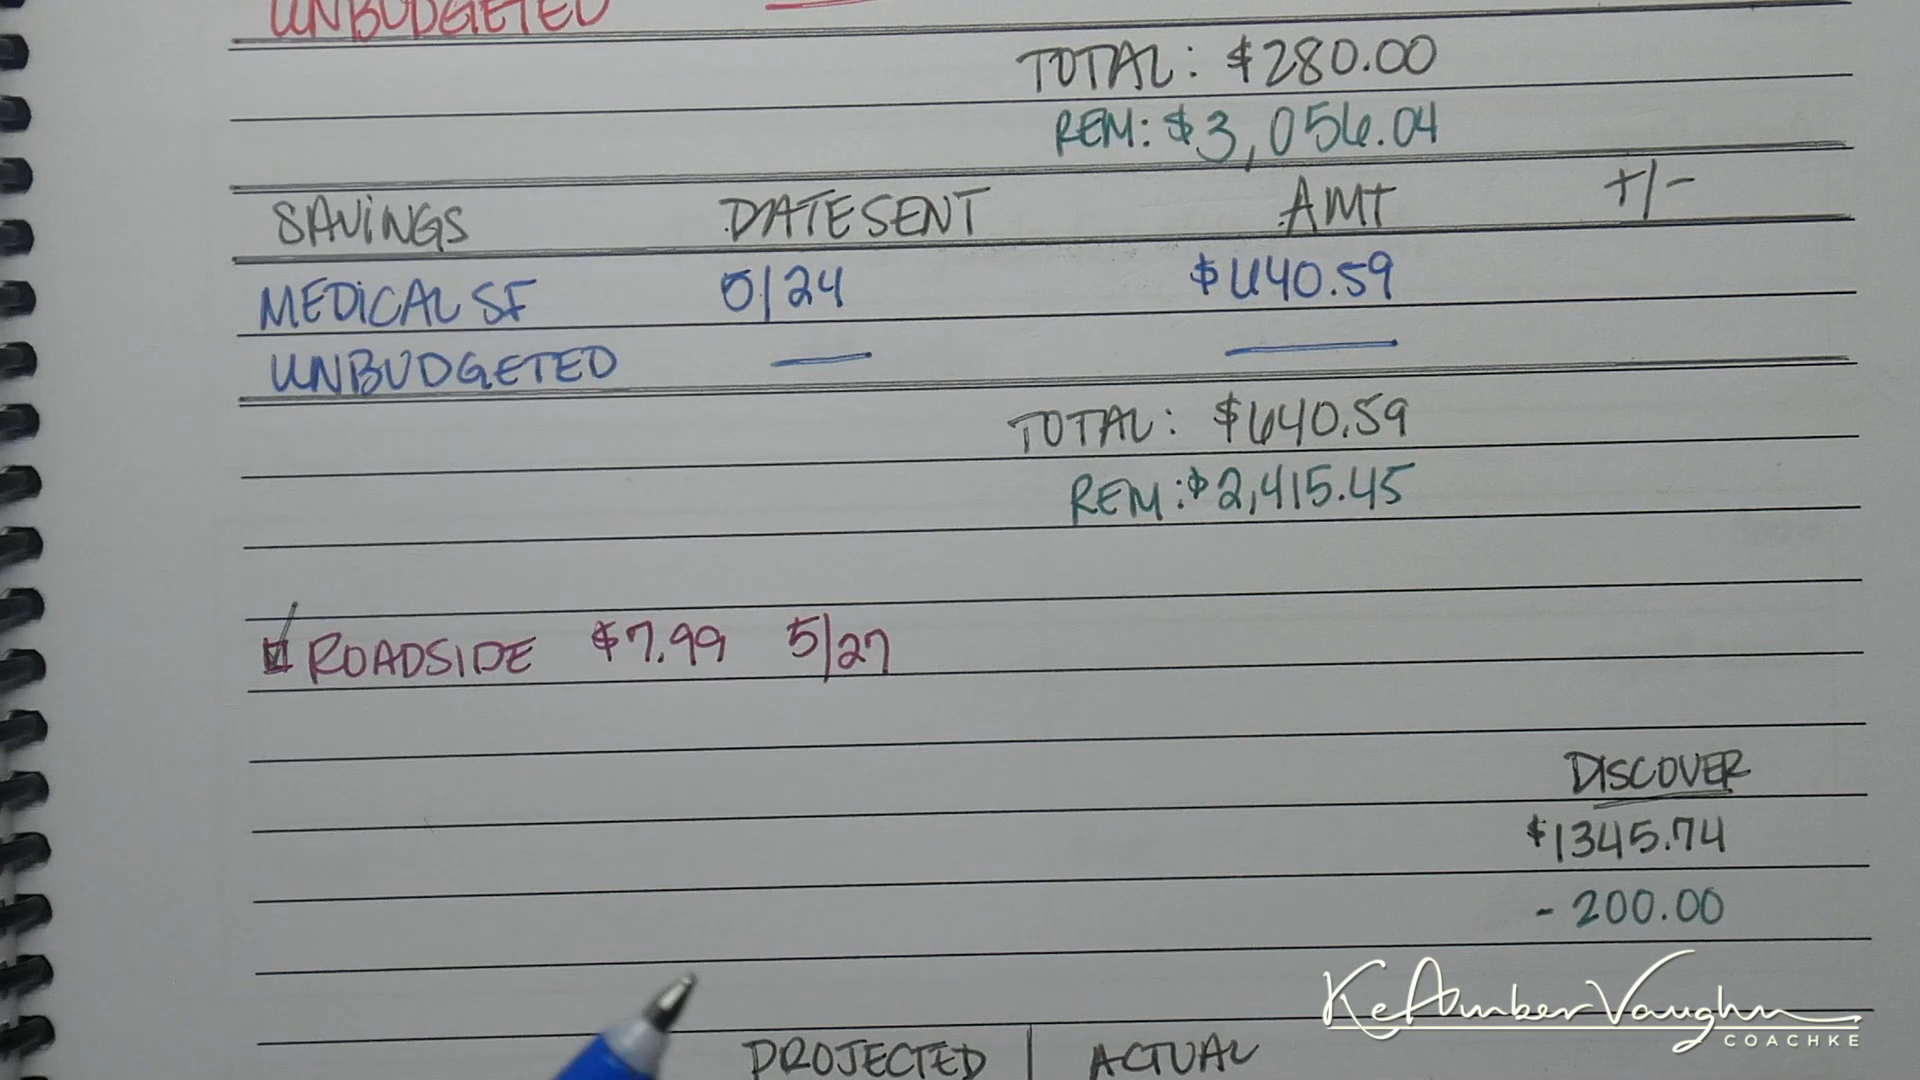 UNBUDGETED —
TOTAL: $280.00
REM: $3,056.04
SAVINGS DATE SENT AMT +/-
MEDICAL SF 5/24 $640.59
UNBUDGETED — —
TOTAL: $640.59
REM: $2,415.45
ROADSIDE $7.99 5/27
DISCOVER
$1345.74
- 200.00
KeAmber Vaughn
COACHKE
PROJECTED | ACTUAL